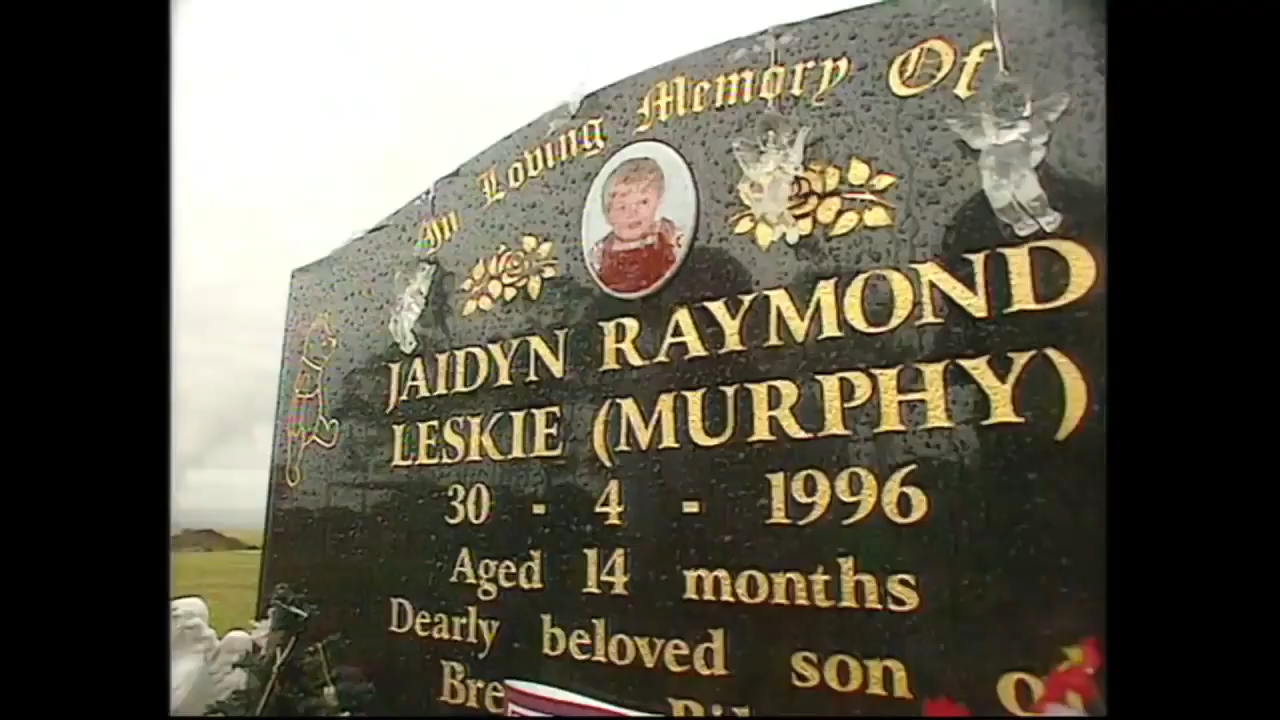 In Loving Memory Of
JAIDYN RAYMOND
LESKIE (MURPHY)
30 - 4 - 1996
Aged 14 months
Dearly beloved son